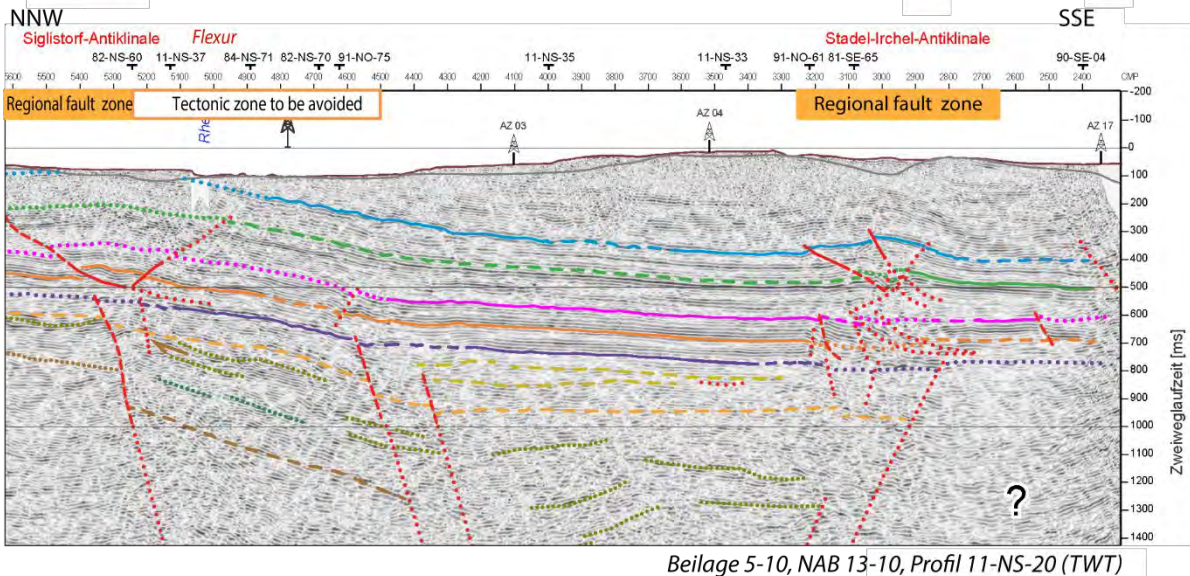 NNW
SSE
Siglistorf-Antiklinale Flexur
Stadel-Irchel-Antiklinale
82-NS-60 11-NS-37 84-NS-71 82-NS-70 91-NO-75 11-NS-35 11-NS-33 91-NO-61 81-SE-65 90-SE-04
5600 5500 5400 5300 5200 5100 5000 4900 4800 4700 4600 4500 4400 4300 4200 4100 4000 3900 3800 3700 3600 3500 3400 3300 3200 3100 3000 2900 2800 2700 2600 2500 2400 CMP
-200
Regional fault zone
Tectonic zone to be avoided
Regional fault zone
-100
Rhe
AZ 03
AZ 04
AZ 17
0
100
200
300
400
500
600
700
800
900
1000
1100
1200
1300
1400
Zweiweglaufzeit [ms]
?
Beilage 5-10, NAB 13-10, Profil 11-NS-20 (TWT)